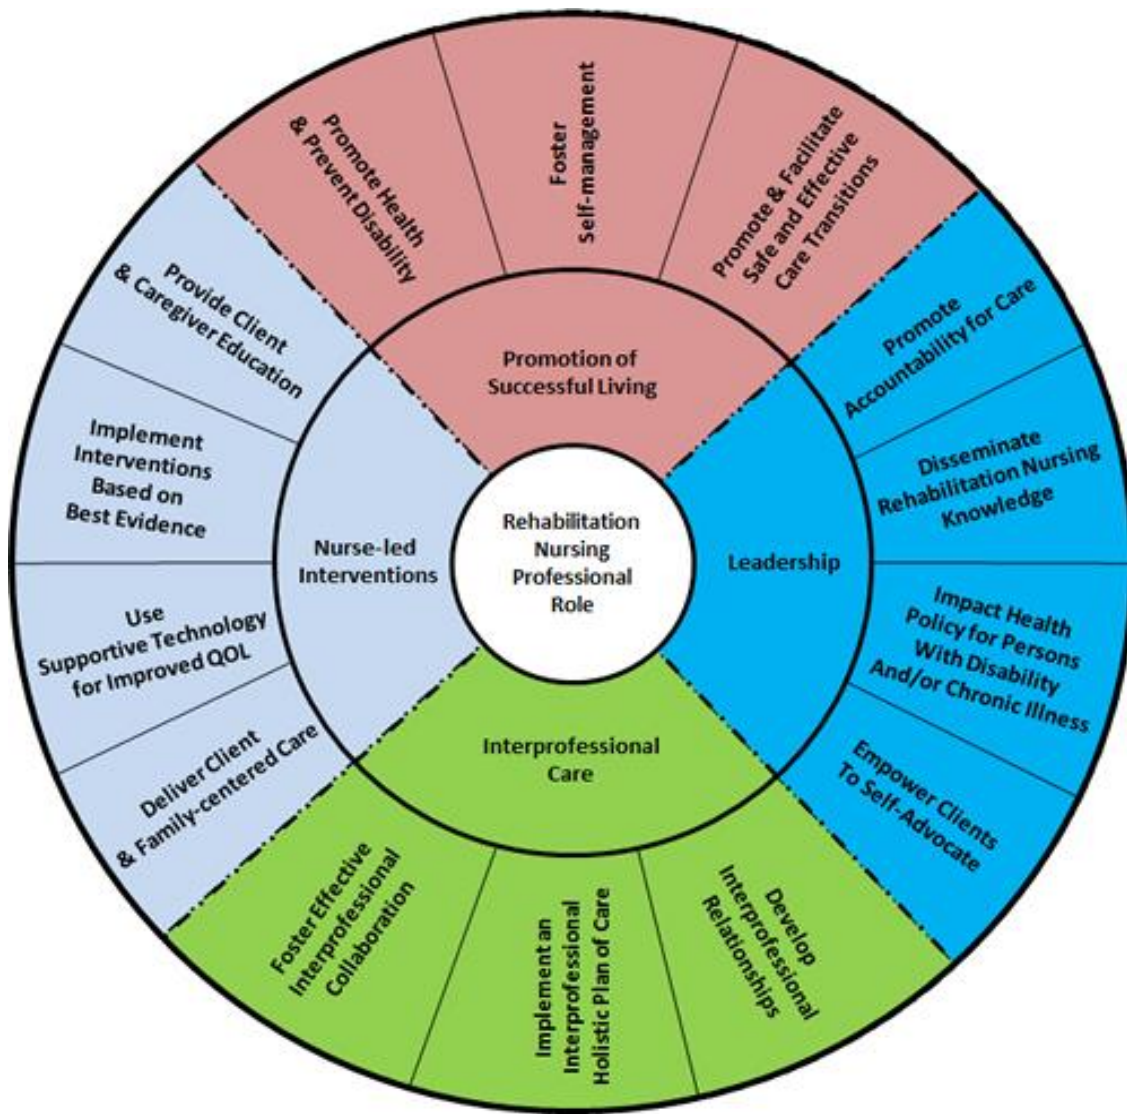 Rehabilitation
Nursing
Professional
Role
Promotion of
Successful Living
Promote Health
& Prevent Disability
Foster
Self-management
Promote & Facilitate
Safe and Effective
Care Transitions
Leadership
Promote
Accountability for Care
Disseminate
Rehabilitation Nursing
Knowledge
Impact Health
Policy for Persons
With Disability
And/or Chronic Illness
Empower Clients
To Self-Advocate
Interprofessional
Care
Develop
Interprofessional
Relationships
Implement an
Interprofessional
Holistic Plan of Care
Foster Effective
Interprofessional
Collaboration
Nurse-led
Interventions
Deliver Client
& Family-centered Care
Use
Supportive Technology
for Improved QOL
Implement
Interventions
Based on
Best Evidence
Provide Client
& Caregiver Education